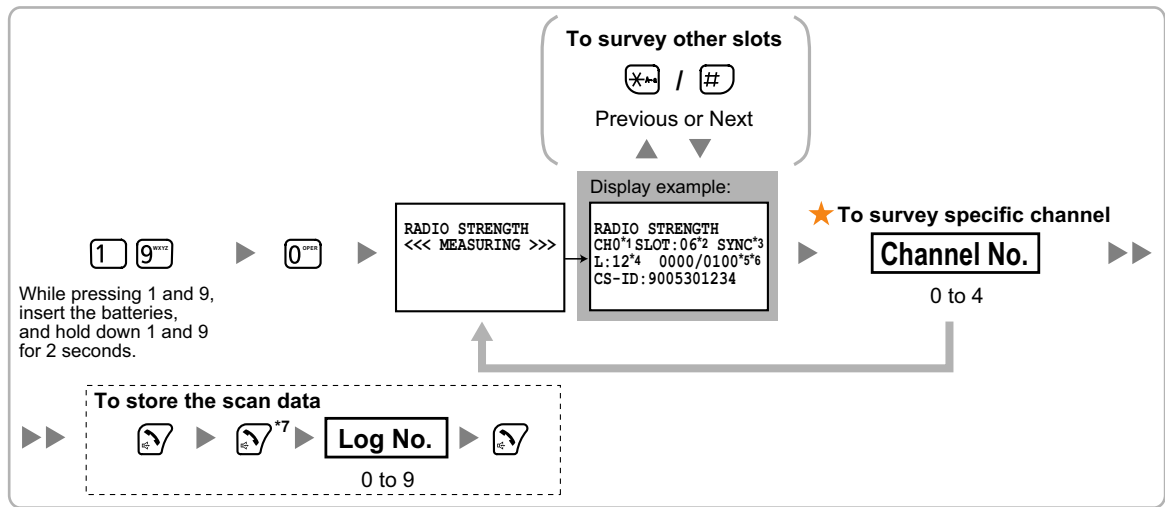 To survey other slots
A-a / #
Previous or Next
Display example:
RADIO STRENGTH
<<< MEASURING >>>
RADIO STRENGTH
CH0*1 SLOT:06*2 SYNC*3
L:12*4 0000/0100*5*6
CS-ID:9005301234
To survey specific channel
Channel No.
0 to 4
1 9WXYZ
0OPER
While pressing 1 and 9,
insert the batteries,
and hold down 1 and 9
for 2 seconds.
To store the scan data
*7
Log No.
0 to 9